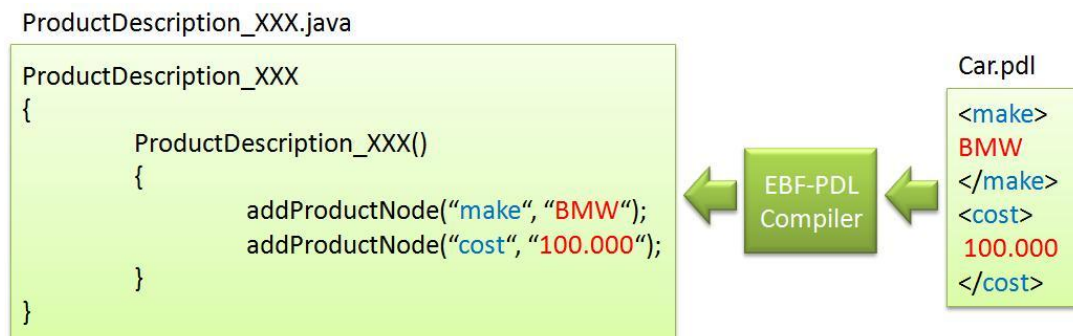 ProductDescription_XXX.java
ProductDescription_XXX
{
ProductDescription_XXX()
{
addProductNode(“make“, “BMW“);
addProductNode(“cost“, “100.000“);
}
}
EBF-PDL
Compiler
Car.pdl
<make>
BMW
</make>
<cost>
100.000
</cost>